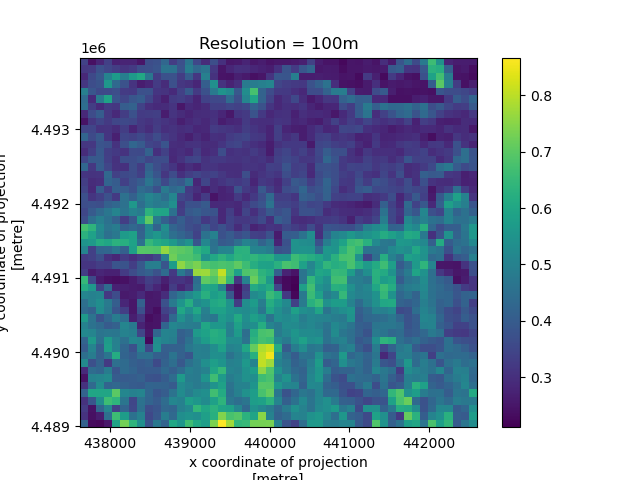 Resolution = 100m
1e6
4.493
4.492
4.491
4.490
4.489
438000 439000 440000 441000 442000
x coordinate of projection
[metre]
y coordinate of projection
[metre]
0.8
0.7
0.6
0.5
0.4
0.3